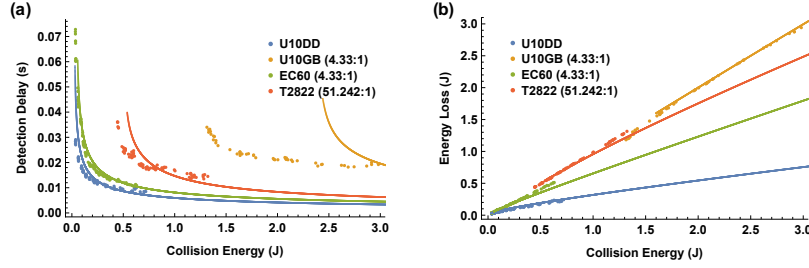 (a)
Detection Delay (s)
0.07
0.06
0.05
0.04
0.03
0.02
0.01
0.00
0.0 0.5 1.0 1.5 2.0 2.5 3.0
Collision Energy (J)
U10DD
U10GB (4.33:1)
EC60 (4.33:1)
T2822 (51.242:1)
(b)
Energy Loss (J)
3.0
2.5
2.0
1.5
1.0
0.5
0.0
0.0 0.5 1.0 1.5 2.0 2.5 3.0
Collision Energy (J)
U10DD
U10GB (4.33:1)
EC60 (4.33:1)
T2822 (51.242:1)